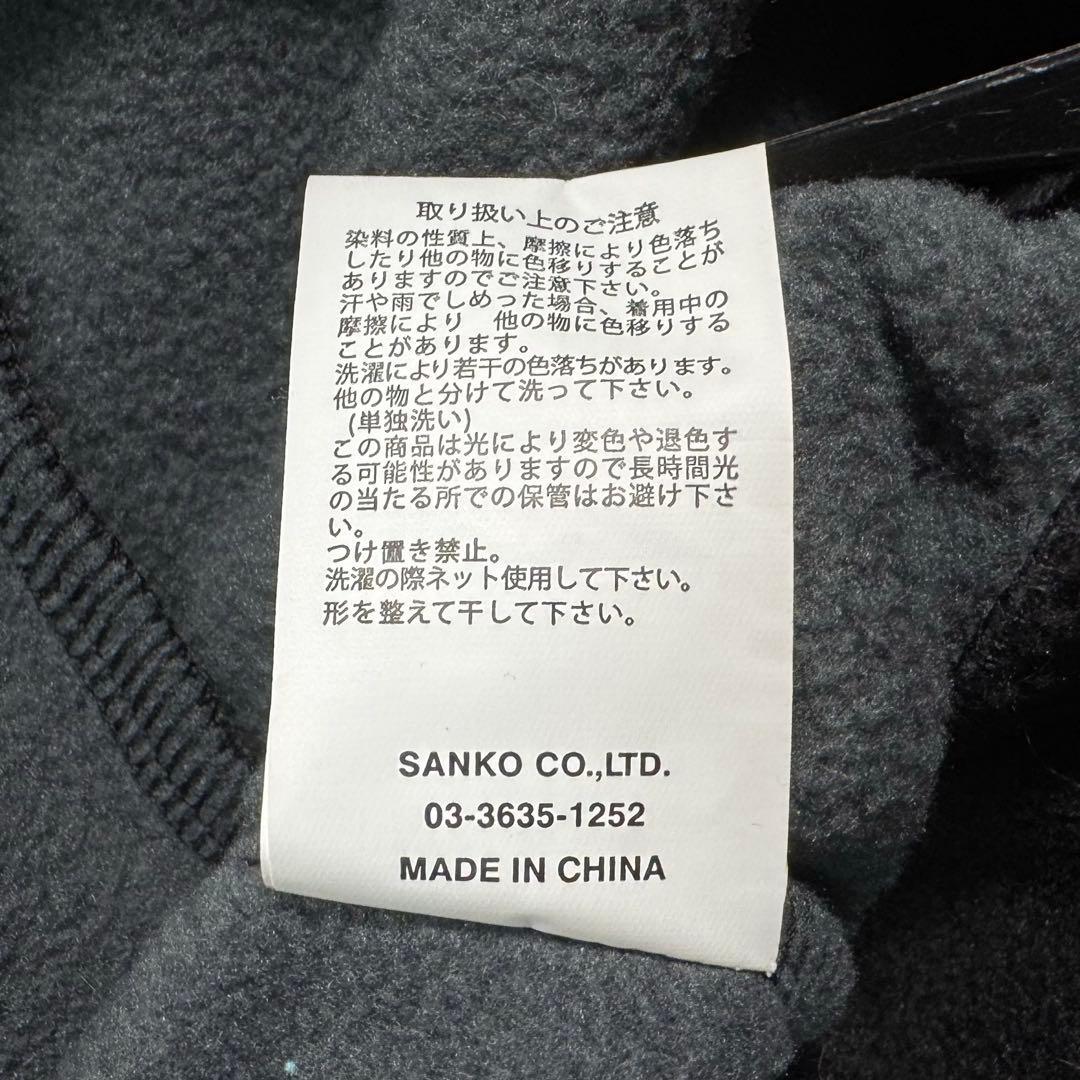 取り扱い上のご注意
染料の性質上、摩擦により色落ち
したり他の物に色移りすることが
ありますのでご注意下さい。
汗や雨でしめった場合、着用中の
摩擦により　他の物に色移りする
ことがあります。
洗濯により若干の色落ちがあります。
他の物と分けて洗って下さい。
(単独洗い)
この商品は光により変色や退色す
る可能性がありますので長時間光
の当たる所での保管はお避け下さ
い。
つけ置き禁止。
洗濯の際ネット使用して下さい。
形を整えて干して下さい。
SANKO CO.,LTD.
03-3635-1252
MADE IN CHINA